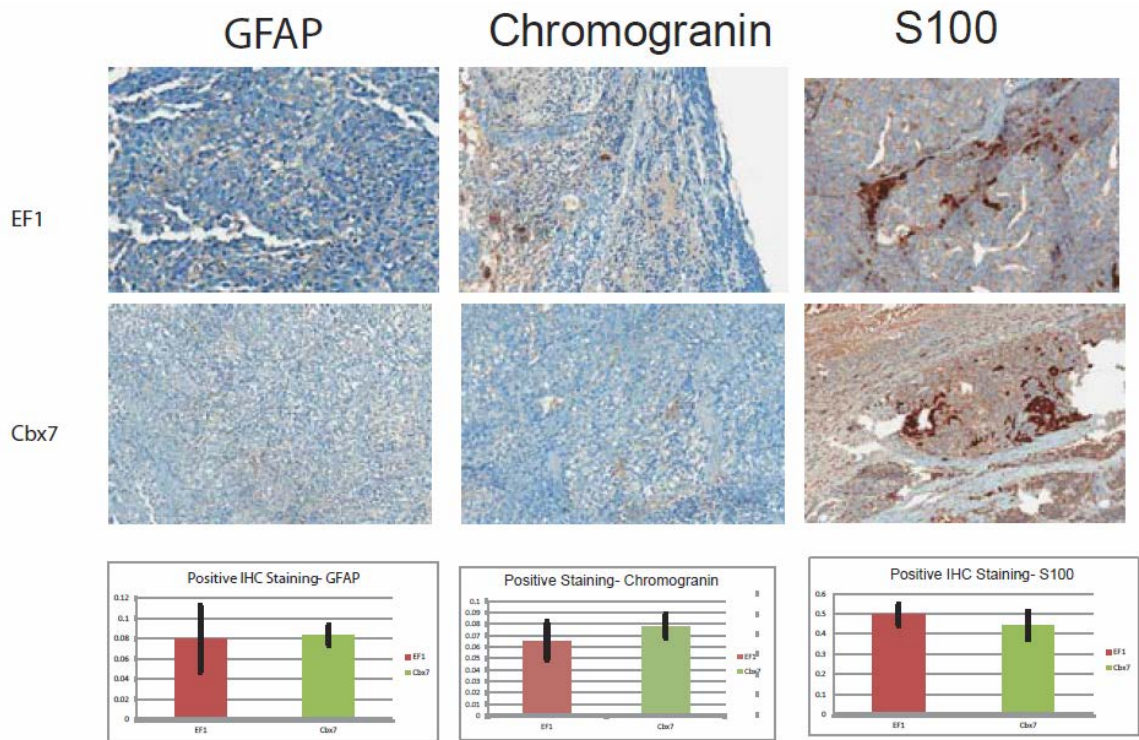 GFAP Chromogranin S100
EF1
Cbx7
Positive IHC Staining- GFAP
0.12
0.1
0.08
0.06
0.04
0.02
0
EF1 Cbx7
EF1
Cbx7
Positive Staining- Chromogranin
0.1
0.09
0.08
0.07
0.06
0.05
0.04
0.03
0.02
0.01
0
EF1 Cbx7
EF1
Cbx7
Positive IHC Staining- S100
0.6
0.5
0.4
0.3
0.2
0.1
0
EF1 Cbx7
EF1
Cbx7